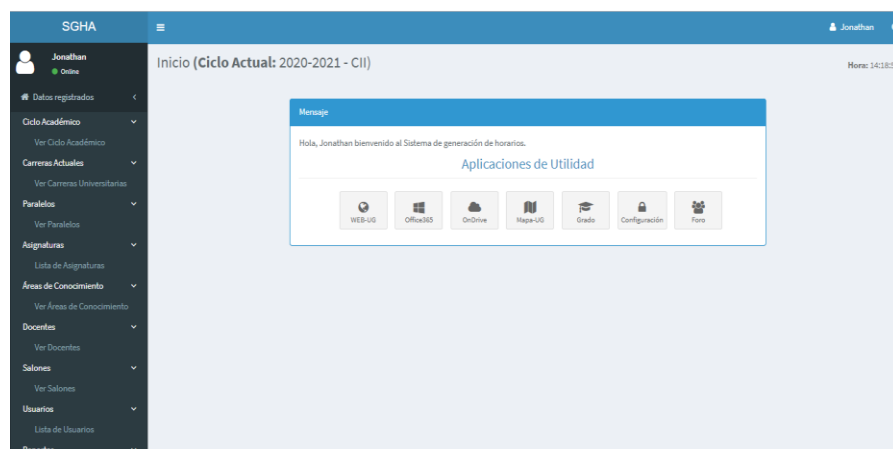 SGHA
Jonathan
Jonathan
Online
Inicio (Ciclo Actual: 2020-2021 - CII)
Hora: 14:18:5
Datos registrados
Ciclo Académico
Ver Ciclo Académico
Carreras Actuales
Ver Carreras Universitarias
Paralelos
Ver Paralelos
Asignaturas
Lista de Asignaturas
Áreas de Conocimiento
Ver Áreas de Conocimiento
Docentes
Ver Docentes
Salones
Ver Salones
Usuarios
Lista de Usuarios
Mensaje
Hola, Jonathan bienvenido al Sistema de generación de horarios.
Aplicaciones de Utilidad
WEB-UG
Office365
OnDrive
Mapa-UG
Grado
Configuración
Foro